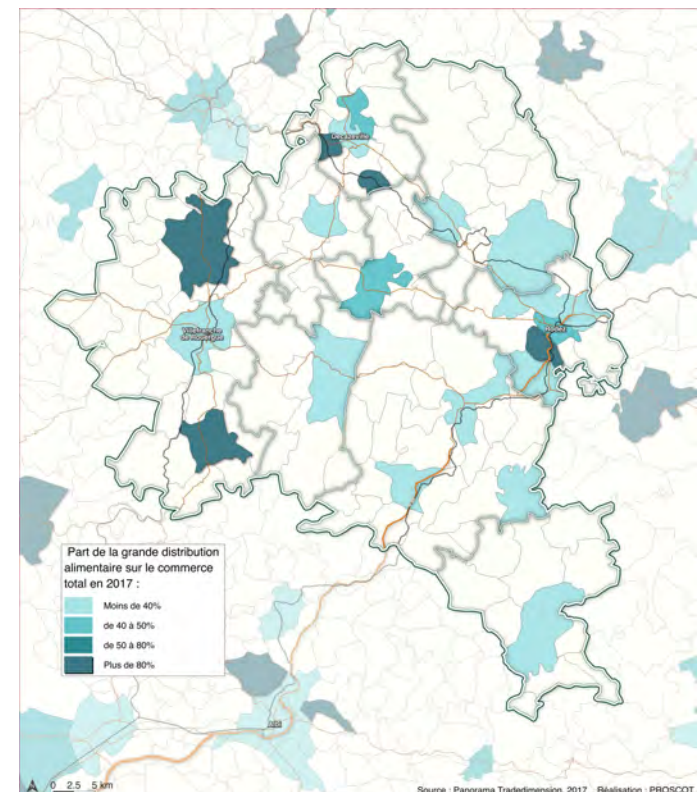 Decazeville
Rodez
Villefranche
de Rouergue
Part de la grande distribution
alimentaire sur le commerce
total en 2017 :
Moins de 40%
de 40 à 50%
de 50 à 80%
Plus de 80%
Albi
0 2.5 5 km
Source : Panorama Tradedimension, 2017 Réalisation : PROSCOT